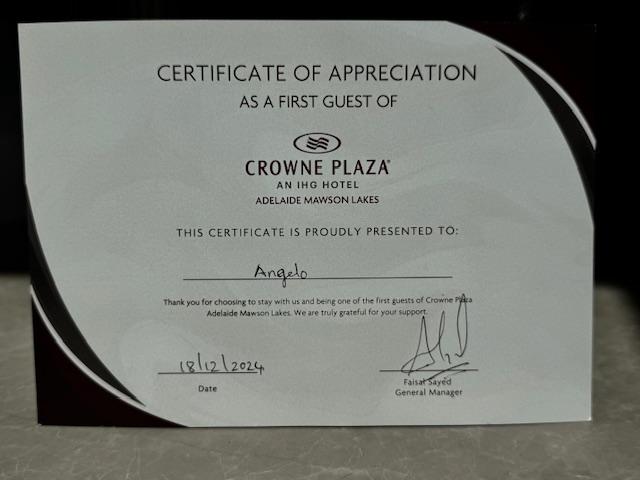 CERTIFICATE OF APPRECIATION
AS A FIRST GUEST OF
CROWNE PLAZA®
AN IHG HOTEL
ADELAIDE MAWSON LAKES
THIS CERTIFICATE IS PROUDLY PRESENTED TO:
Angelo
Thank you for choosing to stay with us and being one of the first guests of Crowne Plaza
Adelaide Mawson Lakes. We are truly grateful for your support.
18/12/2024
Date
Faisal Sayed
General Manager